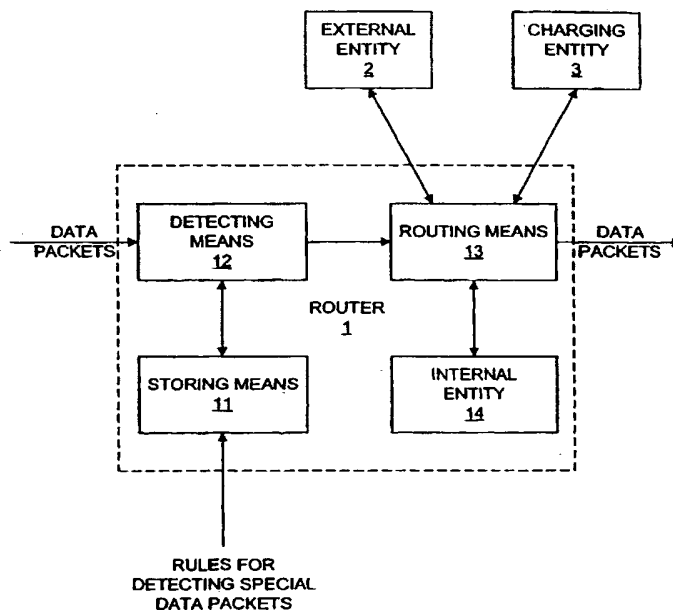 EXTERNAL
ENTITY
2
CHARGING
ENTITY
3
DATA
PACKETS
DETECTING
MEANS
12
ROUTING MEANS
13
DATA
PACKETS
ROUTER
1
STORING MEANS
11
INTERNAL
ENTITY
14
RULES FOR
DETECTING SPECIAL
DATA PACKETS